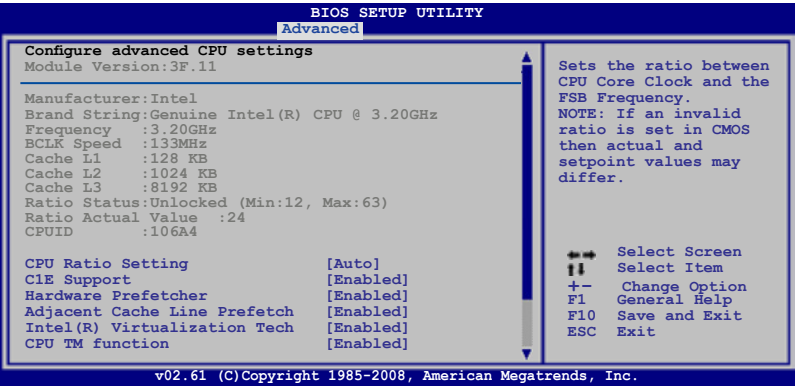 BIOS SETUP UTILITY
Advanced
Configure advanced CPU settings
Module Version:3F.11
Manufacturer:Intel
Brand String:Genuine Intel(R) CPU @ 3.20GHz
Frequency :3.20GHz
BCLK Speed :133MHz
Cache L1 :128 KB
Cache L2 :1024 KB
Cache L3 :8192 KB
Ratio Status:Unlocked (Min:12, Max:63)
Ratio Actual Value :24
CPUID :106A4
CPU Ratio Setting [Auto]
C1E Support [Enabled]
Hardware Prefetcher [Enabled]
Adjacent Cache Line Prefetch [Enabled]
Intel(R) Virtualization Tech [Enabled]
CPU TM function [Enabled]
Sets the ratio between
CPU Core Clock and the
FSB Frequency.
NOTE: If an invalid
ratio is set in CMOS
then actual and
setpoint values may
differ.
Select Screen
Select Item
+- Change Option
F1 General Help
F10 Save and Exit
ESC Exit
v02.61 (C)Copyright 1985-2008, American Megatrends, Inc.